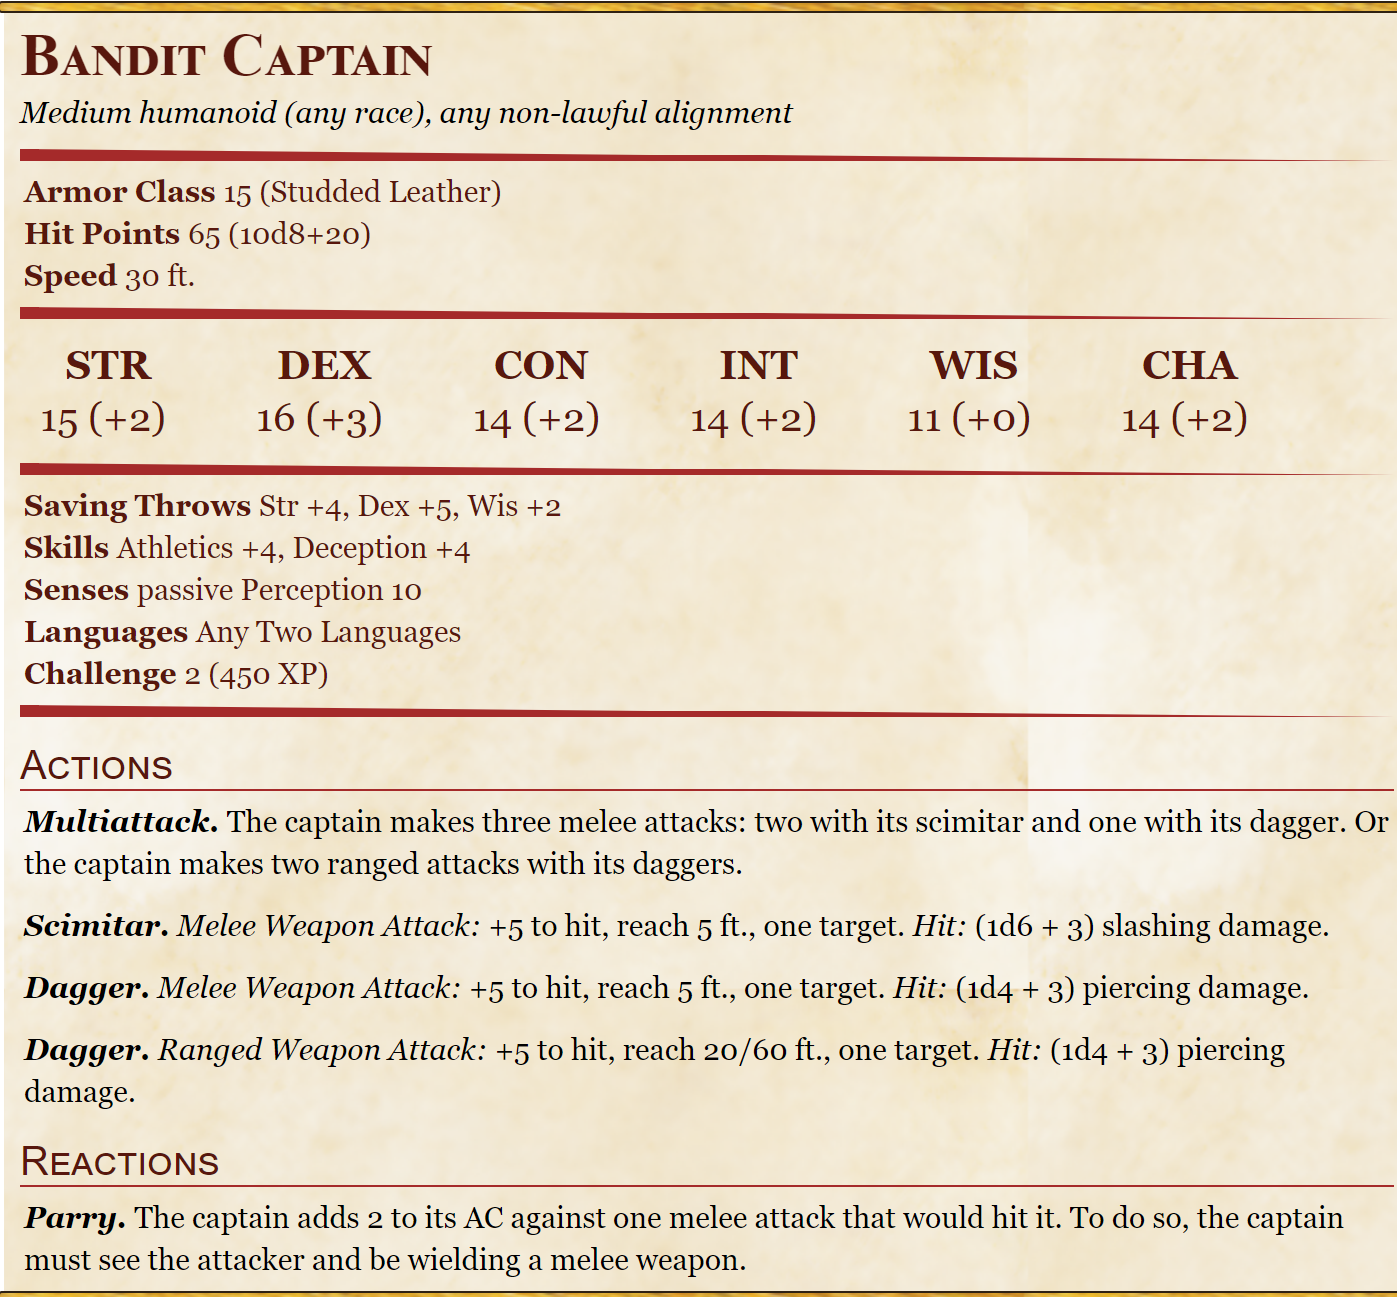 Bandit Captain
Medium humanoid (any race), any non-lawful alignment
Armor Class 15 (Studded Leather)
Hit Points 65 (10d8+20)
Speed 30 ft.
STR DEX CON INT WIS CHA
15 (+2) 16 (+3) 14 (+2) 14 (+2) 11 (+0) 14 (+2)
Saving Throws Str +4, Dex +5, Wis +2
Skills Athletics +4, Deception +4
Senses passive Perception 10
Languages Any Two Languages
Challenge 2 (450 XP)
Actions
Multiattack. The captain makes three melee attacks: two with its scimitar and one with its dagger. Or
the captain makes two ranged attacks with its daggers.
Scimitar. Melee Weapon Attack: +5 to hit, reach 5 ft., one target. Hit: (1d6 + 3) slashing damage.
Dagger. Melee Weapon Attack: +5 to hit, reach 5 ft., one target. Hit: (1d4 + 3) piercing damage.
Dagger. Ranged Weapon Attack: +5 to hit, reach 20/60 ft., one target. Hit: (1d4 + 3) piercing
damage.
Reactions
Parry. The captain adds 2 to its AC against one melee attack that would hit it. To do so, the captain
must see the attacker and be wielding a melee weapon.